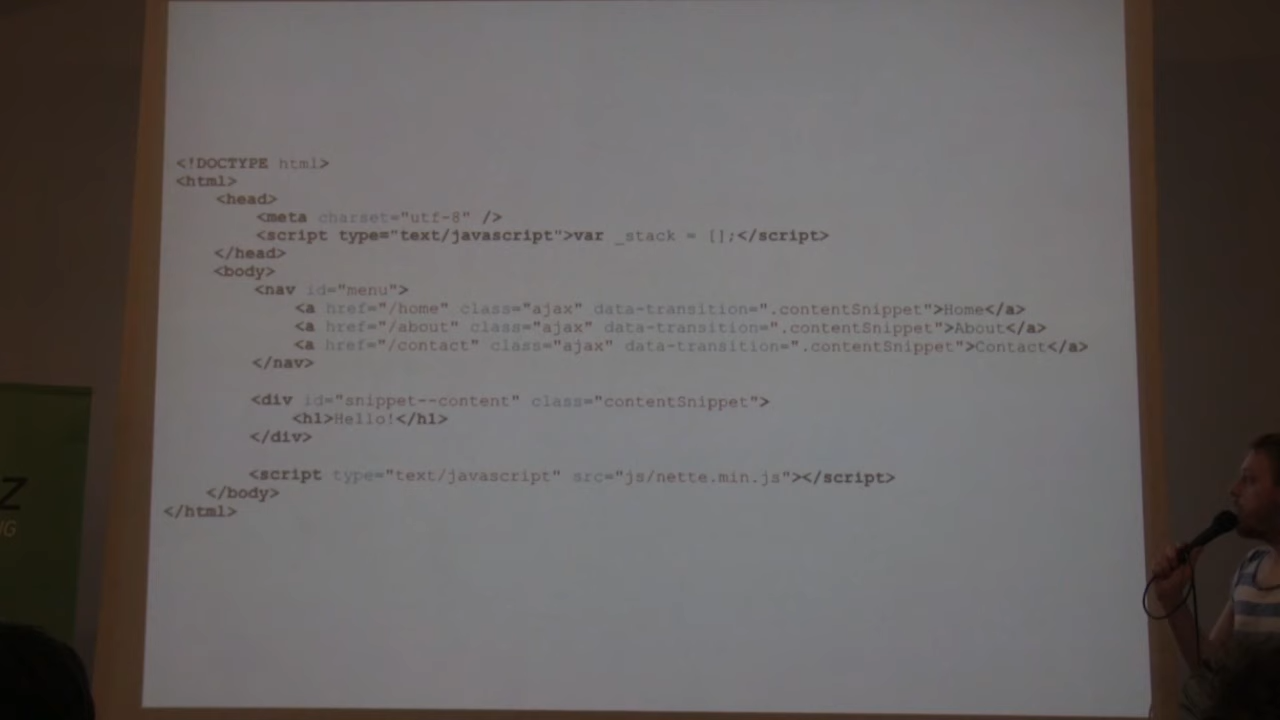 <!DOCTYPE html>
<html>
<head>
<meta charset="utf-8" />
<script type="text/javascript">var _stack = [];</script>
</head>
<body>
<nav id="menu">
<a href="/home" class="ajax" data-transition=".contentSnippet">Home</a>
<a href="/about" class="ajax" data-transition=".contentSnippet">About</a>
<a href="/contact" class="ajax" data-transition=".contentSnippet">Contact</a>
</nav>
<div id="snippet--content" class="contentSnippet">
<h1>Hello!</h1>
</div>
<script type="text/javascript" src="js/nette.min.js"></script>
</body>
</html>
Z